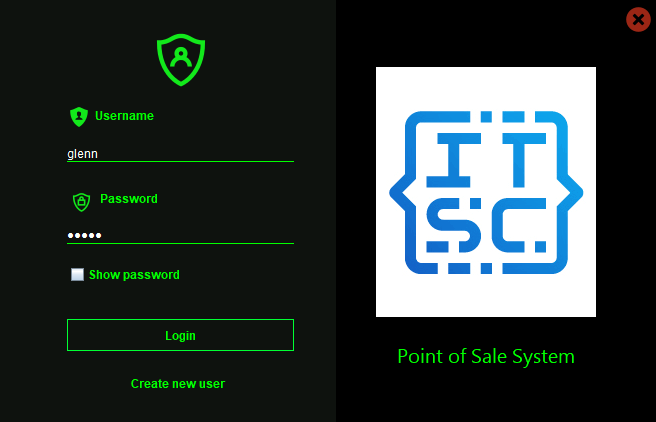 Username
glenn
Password
•••••
Show password
Login
Create new user
IT
SC
Point of Sale System